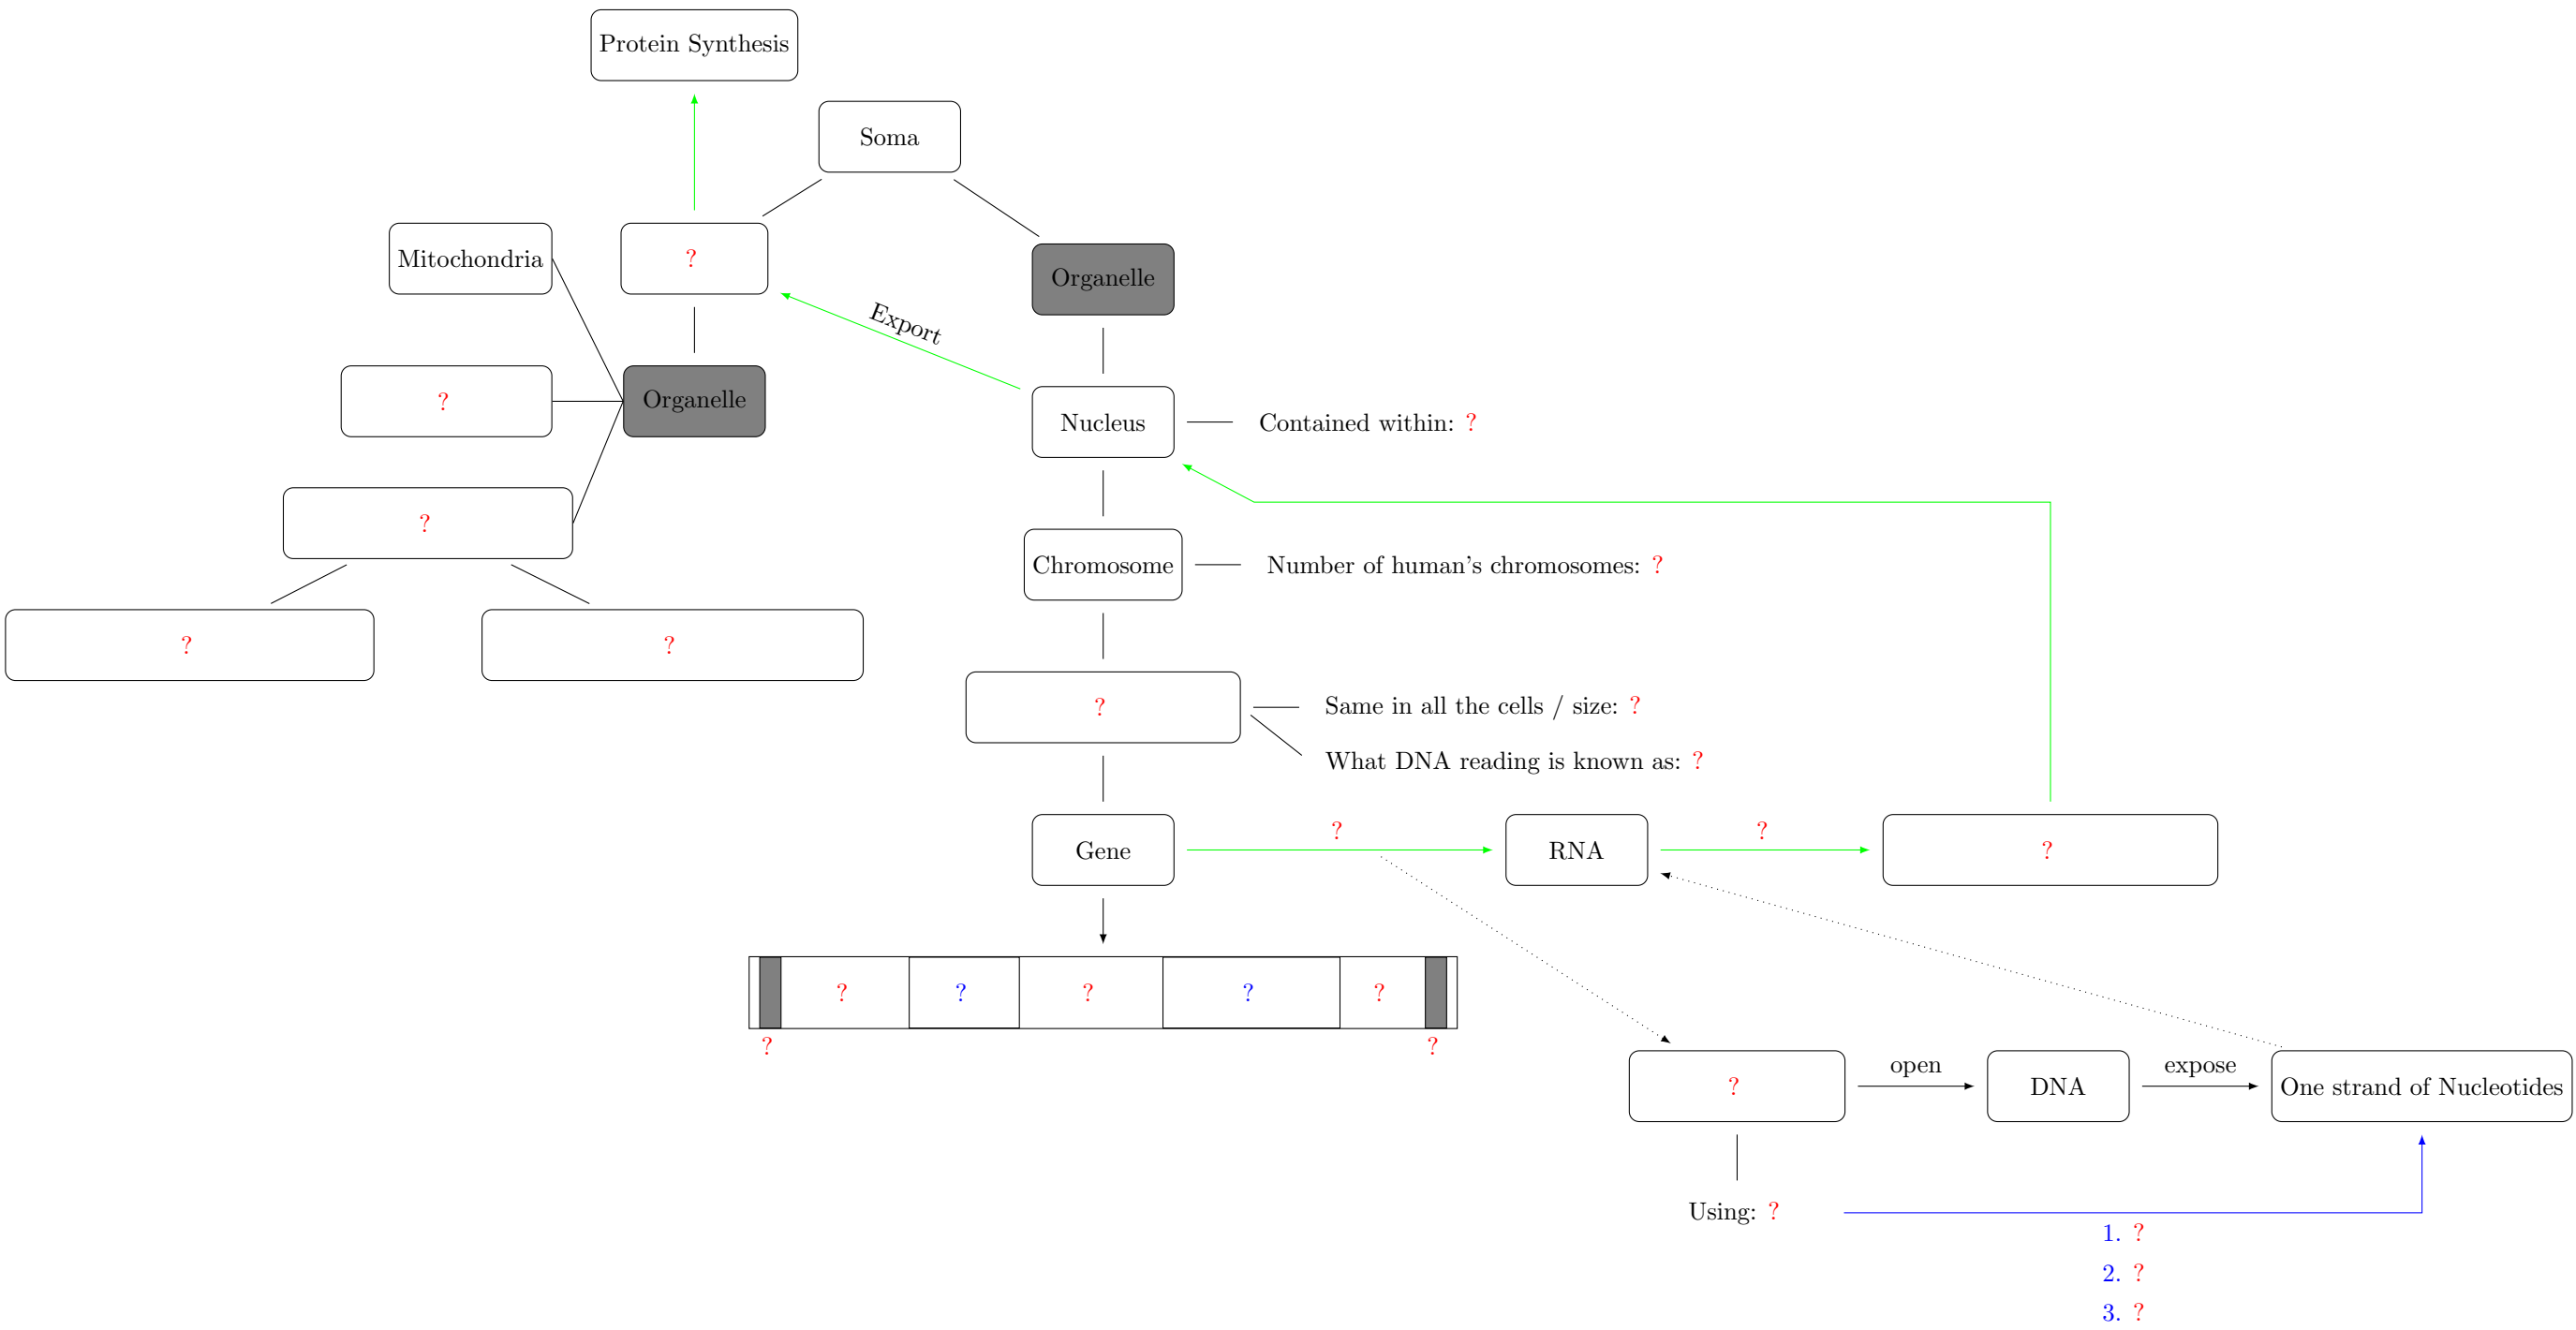 Protein Synthesis
Soma
Mitochondria
?
Organelle
Export
?
Organelle
Nucleus
Contained within: ?
?
Chromosome
Number of human's chromosomes: ?
?
?
?
Same in all the cells / size: ?
What DNA reading is known as: ?
Gene
?
RNA
?
?
?
?
?
?
?
?
?
?
open
DNA
expose
One strand of Nucleotides
Using: ?
1. ?
2. ?
3. ?